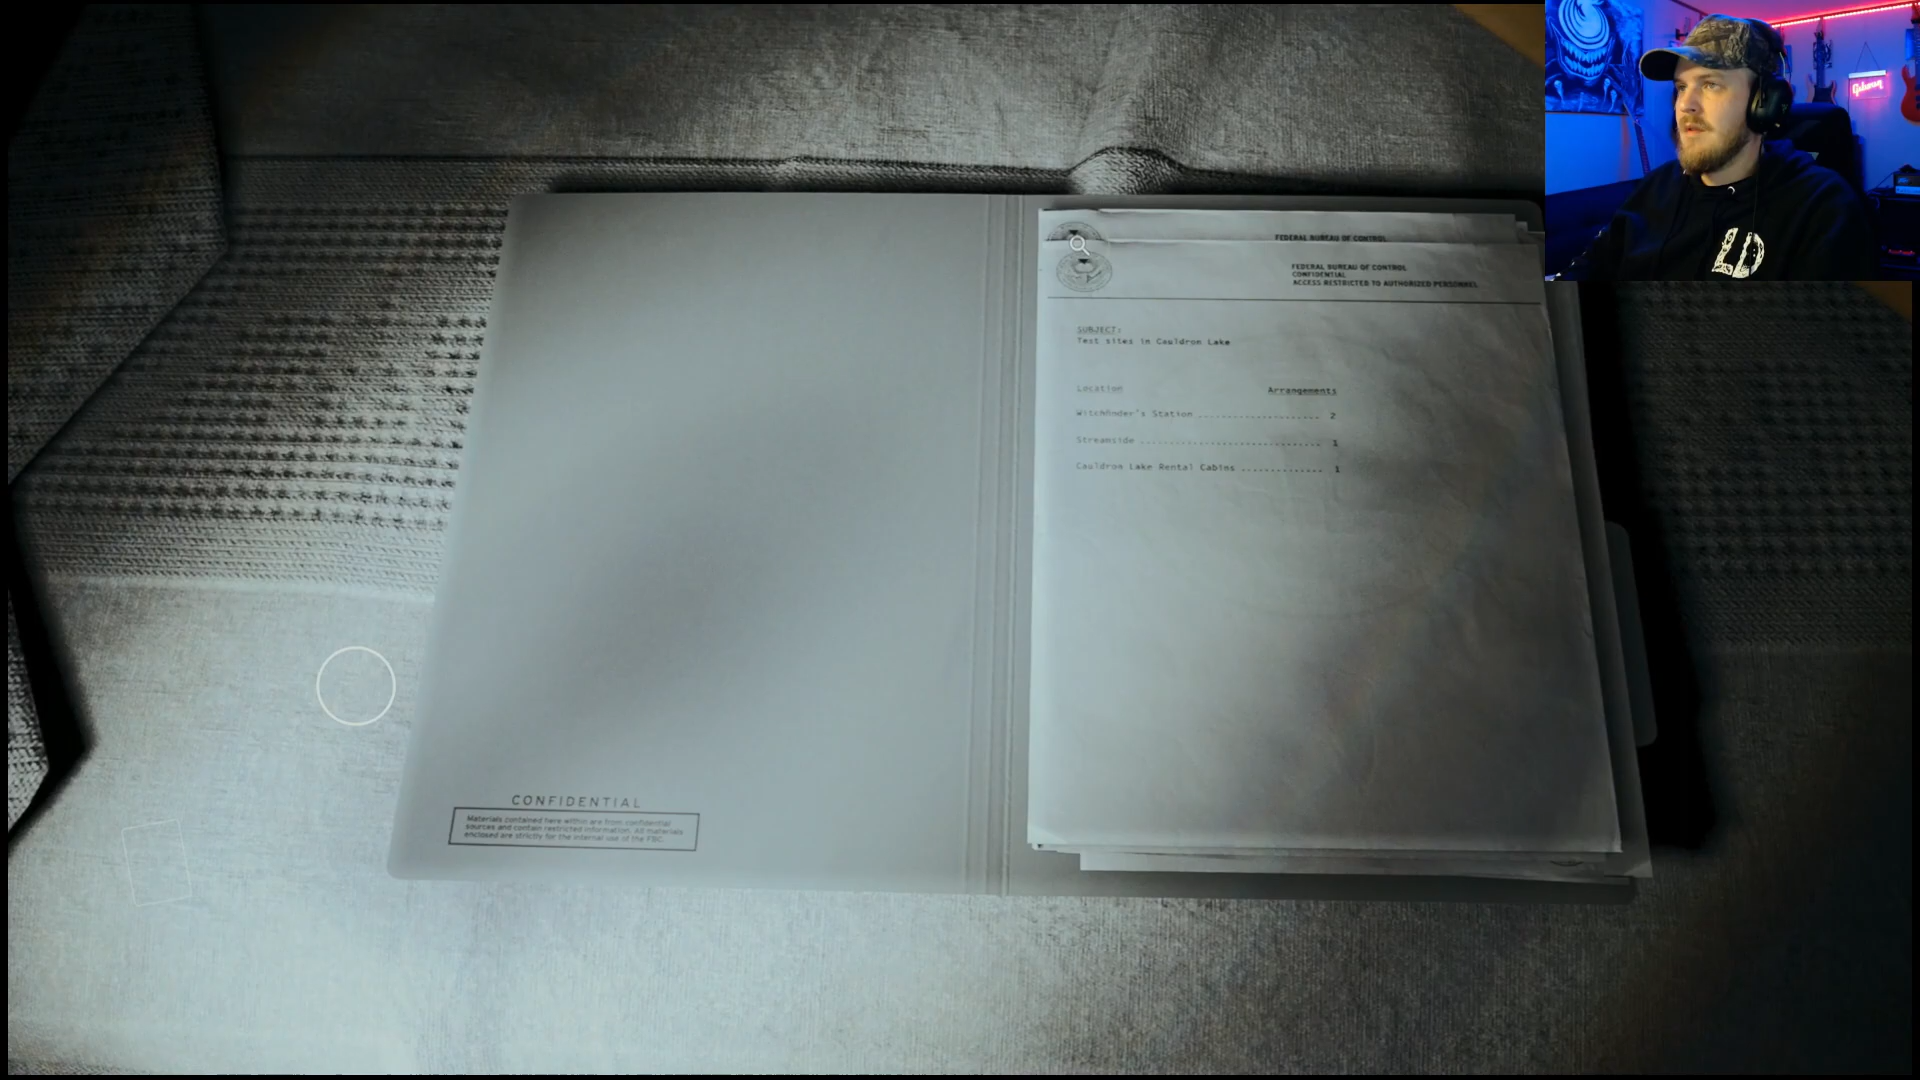 FEDERAL BUREAU OF CONTROL
FEDERAL BUREAU OF CONTROL
CONFIDENTIAL
ACCESS RESTRICTED TO AUTHORIZED PERSONNEL
SUBJECT:
Test sites in Cauldron Lake
Location Arrangements
Witchfinder's Station .................... 2
Streamside .............................. 1
Cauldron Lake Rental Cabins ............. 1
CONFIDENTIAL
Materials contained here within are from confidential
sources and contain restricted information. All materials
enclosed are strictly for the internal use of the FBC.
Gibson
LD